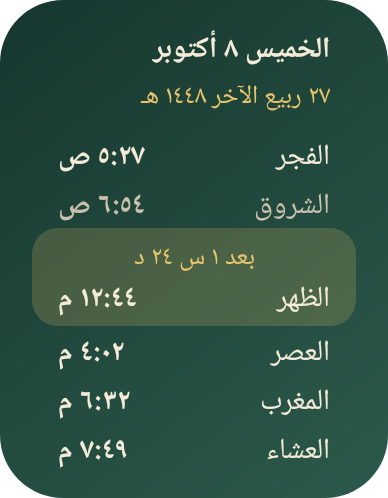 الخميس ٨ أكتوبر
٢٧ ربيع الآخر ١٤٤٨ هـ
الفجر ٥:٢٧ ص
الشروق ٦:٥٤ ص
بعد ١ س ٢٤ د
الظهر ١٢:٤٤ م
العصر ٤:٠٢ م
المغرب ٦:٣٢ م
العشاء ٧:٤٩ م